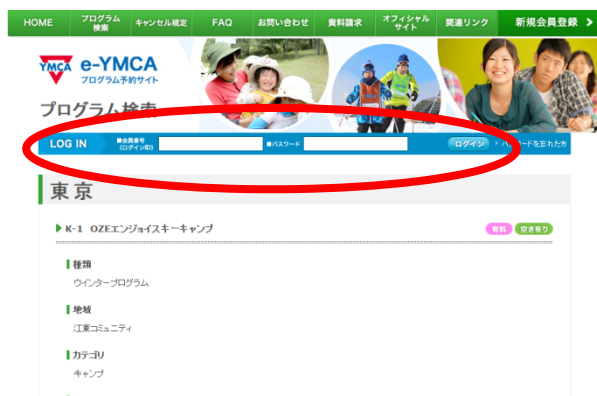 HOME プログラム検索 キャンセル規定 FAQ お問い合わせ 資料請求 オフィシャルサイト 関連リンク 新規会員登録 >
YMCA e-YMCA
プログラム予約サイト
プログラム検索
LOG IN ■会員番号(ログインID) ■パスワード ログイン > パスワードを忘れた方
東京
K-1 OZEエンジョイスキーキャンプ 有料 空き有り
種類
ウインタープログラム
地域
江東コミュニティ
カテゴリ
キャンプ